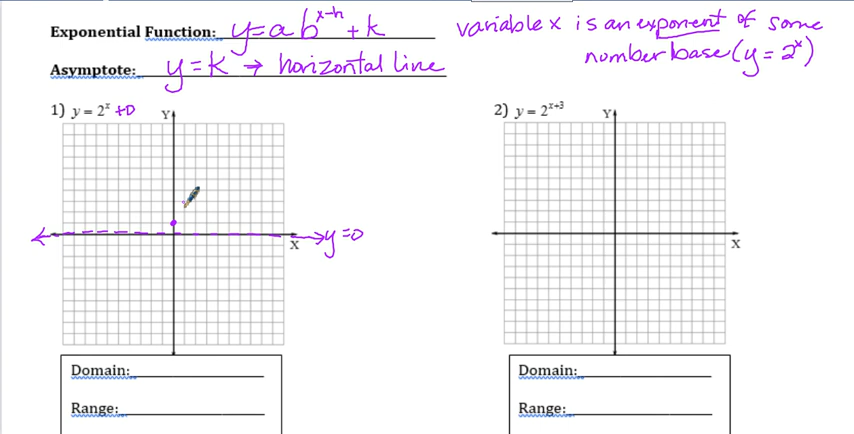 Exponential Function: y=ab^{x-h}+k
variable x is an exponent of some
number base (y=2^x)
Asymptote: y=k → horizontal line
1) y = 2^x +0
Y
X
y=0
Domain:
Range:
2) y = 2^{x+3}
Y
X
Domain:
Range: